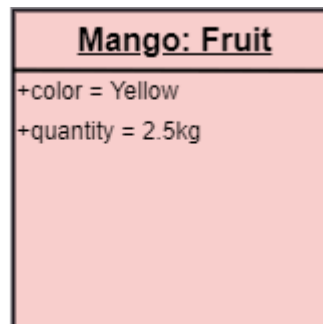 Mango: Fruit
+color = Yellow
+quantity = 2.5kg